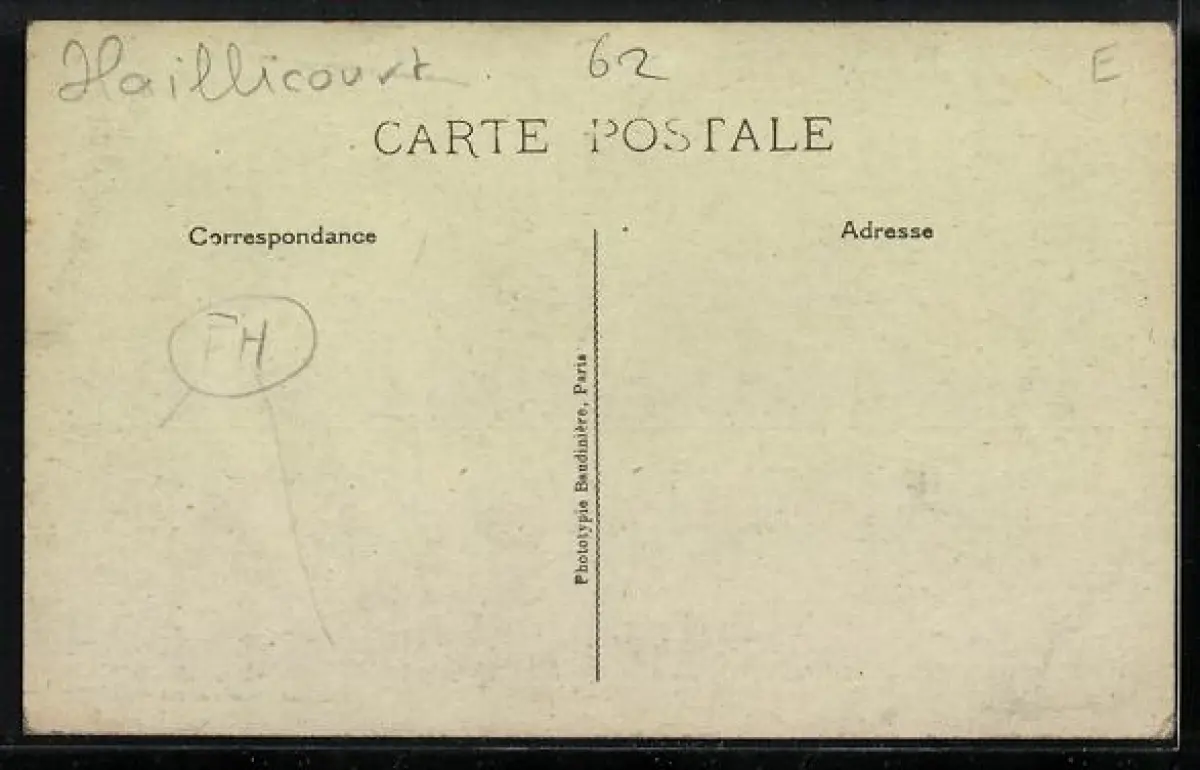 Haillicourt 62 E
CARTE POSTALE
Correspondance
Adresse
FH
Phototypie Baudinière, Paris